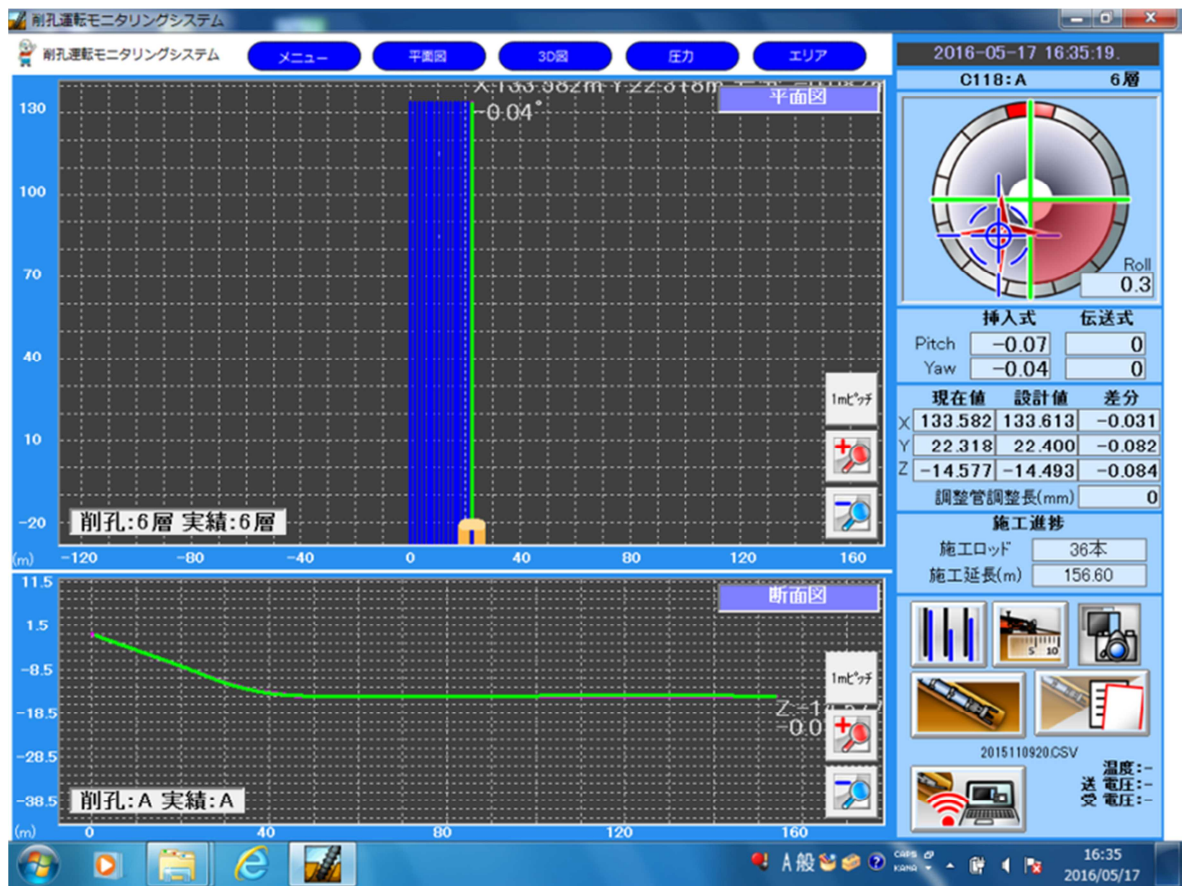 削孔運転モニタリングシステム
削孔運転モニタリングシステム
メニュー 平面図 3D図 圧力 エリア
2016-05-17 16:35:19.
C118:A 6層
X:133.582m Y:22.318m
-0.04°
平面図
130
100
70
40
10
-20
1mピッチ
削孔:6層 実績:6層
(m) -120 -80 -40 0 40 80 120 160
Roll
0.3
挿入式 伝送式
Pitch -0.07 0
Yaw -0.04 0
現在値 設計値 差分
X 133.582 133.613 -0.031
Y 22.318 22.400 -0.082
Z -14.577 -14.493 -0.084
調整管調整長(mm) 0
施工進捗
施工ロッド 36本
施工延長(m) 156.60
11.5
1.5
-8.5
-18.5
-28.5
-38.5
断面図
1mピッチ
削孔:A 実績:A
(m) 0 40 80 120 160
5 10
2015110920.CSV
温度:-
送 電圧:-
受 電圧:-
A 般
CAPS
KANA
16:35
2016/05/17